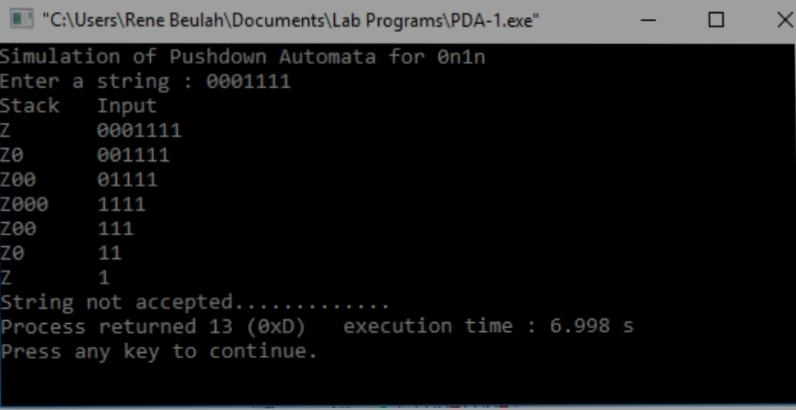 "C:\Users\Rene Beulah\Documents\Lab Programs\PDA-1.exe"
Simulation of Pushdown Automata for 0n1n
Enter a string : 0001111
Stack Input
Z 0001111
Z0 001111
Z00 01111
Z000 1111
Z00 111
Z0 11
Z 1
String not accepted.............
Process returned 13 (0xD) execution time : 6.998 s
Press any key to continue.